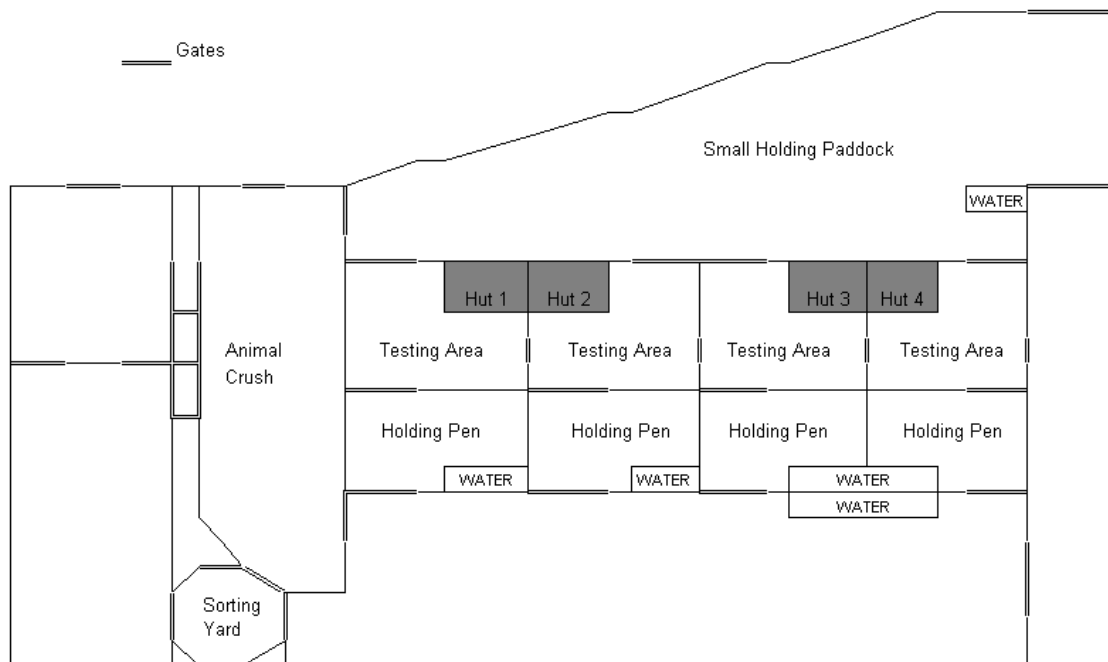 Gates
Small Holding Paddock
WATER
Hut 1
Hut 2
Hut 3
Hut 4
Animal
Crush
Testing Area
Testing Area
Testing Area
Testing Area
Holding Pen
Holding Pen
Holding Pen
Holding Pen
WATER
WATER
WATER
WATER
Sorting
Yard